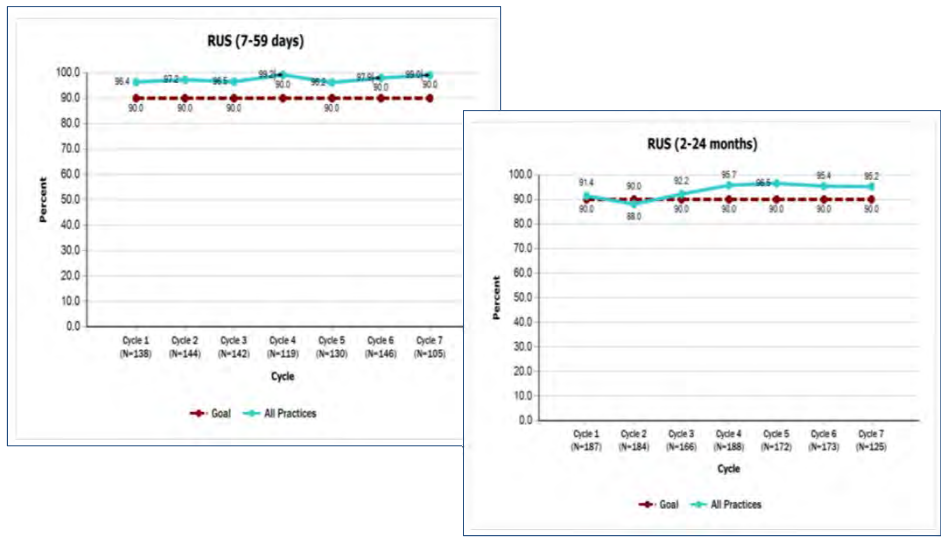 RUS (7-59 days)
100.0
90.0
80.0
70.0
60.0
50.0
40.0
30.0
20.0
10.0
0.0
Percent
96.4 97.2 96.5 99.2 96.2 97.9 99.0
90.0 90.0 90.0 90.0 90.0 90.0
Cycle 1 Cycle 2 Cycle 3 Cycle 4 Cycle 5 Cycle 6 Cycle 7
(N=138) (N=144) (N=142) (N=119) (N=130) (N=146) (N=105)
Cycle
Goal All Practices
RUS (2-24 months)
100.0
90.0
80.0
70.0
60.0
50.0
40.0
30.0
20.0
10.0
0.0
Percent
91.4 90.0 92.2 95.7 96.5 95.4 95.2
90.0 88.0 90.0 90.0 90.0 90.0 90.0
Cycle 1 Cycle 2 Cycle 3 Cycle 4 Cycle 5 Cycle 6 Cycle 7
(N=187) (N=184) (N=166) (N=188) (N=172) (N=173) (N=125)
Cycle
Goal All Practices